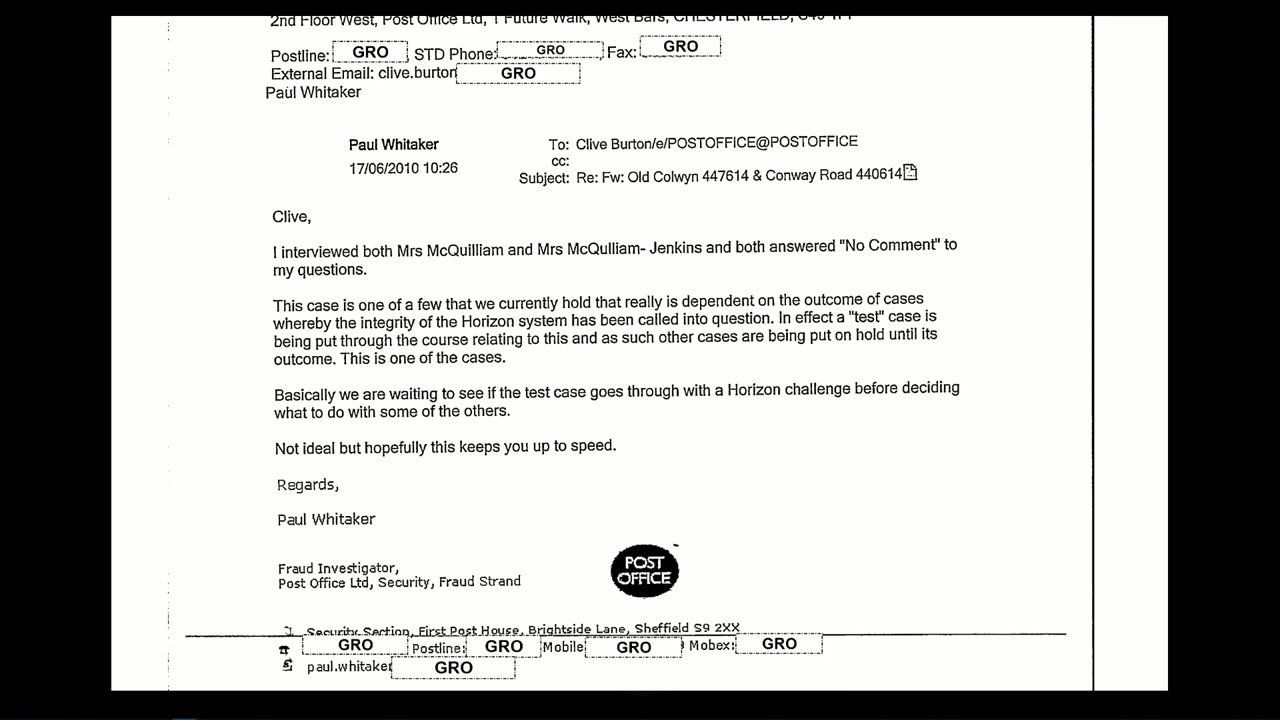 2nd Floor West, Post Office Ltd, 1 Future Walk, West Bars, CHESTERFIELD,
Postline: GRO STD Phone: GRO Fax: GRO
External Email: clive.burton GRO
Paul Whitaker
Paul Whitaker
17/06/2010 10:26
To: Clive Burton/e/POSTOFFICE@POSTOFFICE
cc:
Subject: Re: Fw: Old Colwyn 447614 & Conway Road 440614
Clive,
I interviewed both Mrs McQuilliam and Mrs McQulliam- Jenkins and both answered "No Comment" to
my questions.
This case is one of a few that we currently hold that really is dependent on the outcome of cases
whereby the integrity of the Horizon system has been called into question. In effect a "test" case is
being put through the course relating to this and as such other cases are being put on hold until its
outcome. This is one of the cases.
Basically we are waiting to see if the test case goes through with a Horizon challenge before deciding
what to do with some of the others.
Not ideal but hopefully this keeps you up to speed.
Regards,
Paul Whitaker
POST
OFFICE
Fraud Investigator,
Post Office Ltd, Security, Fraud Strand
Security Section, First Post House, Brightside Lane, Sheffield S9 2XX
GRO Postline: GRO Mobile GRO Mobex: GRO
paul.whitaker GRO